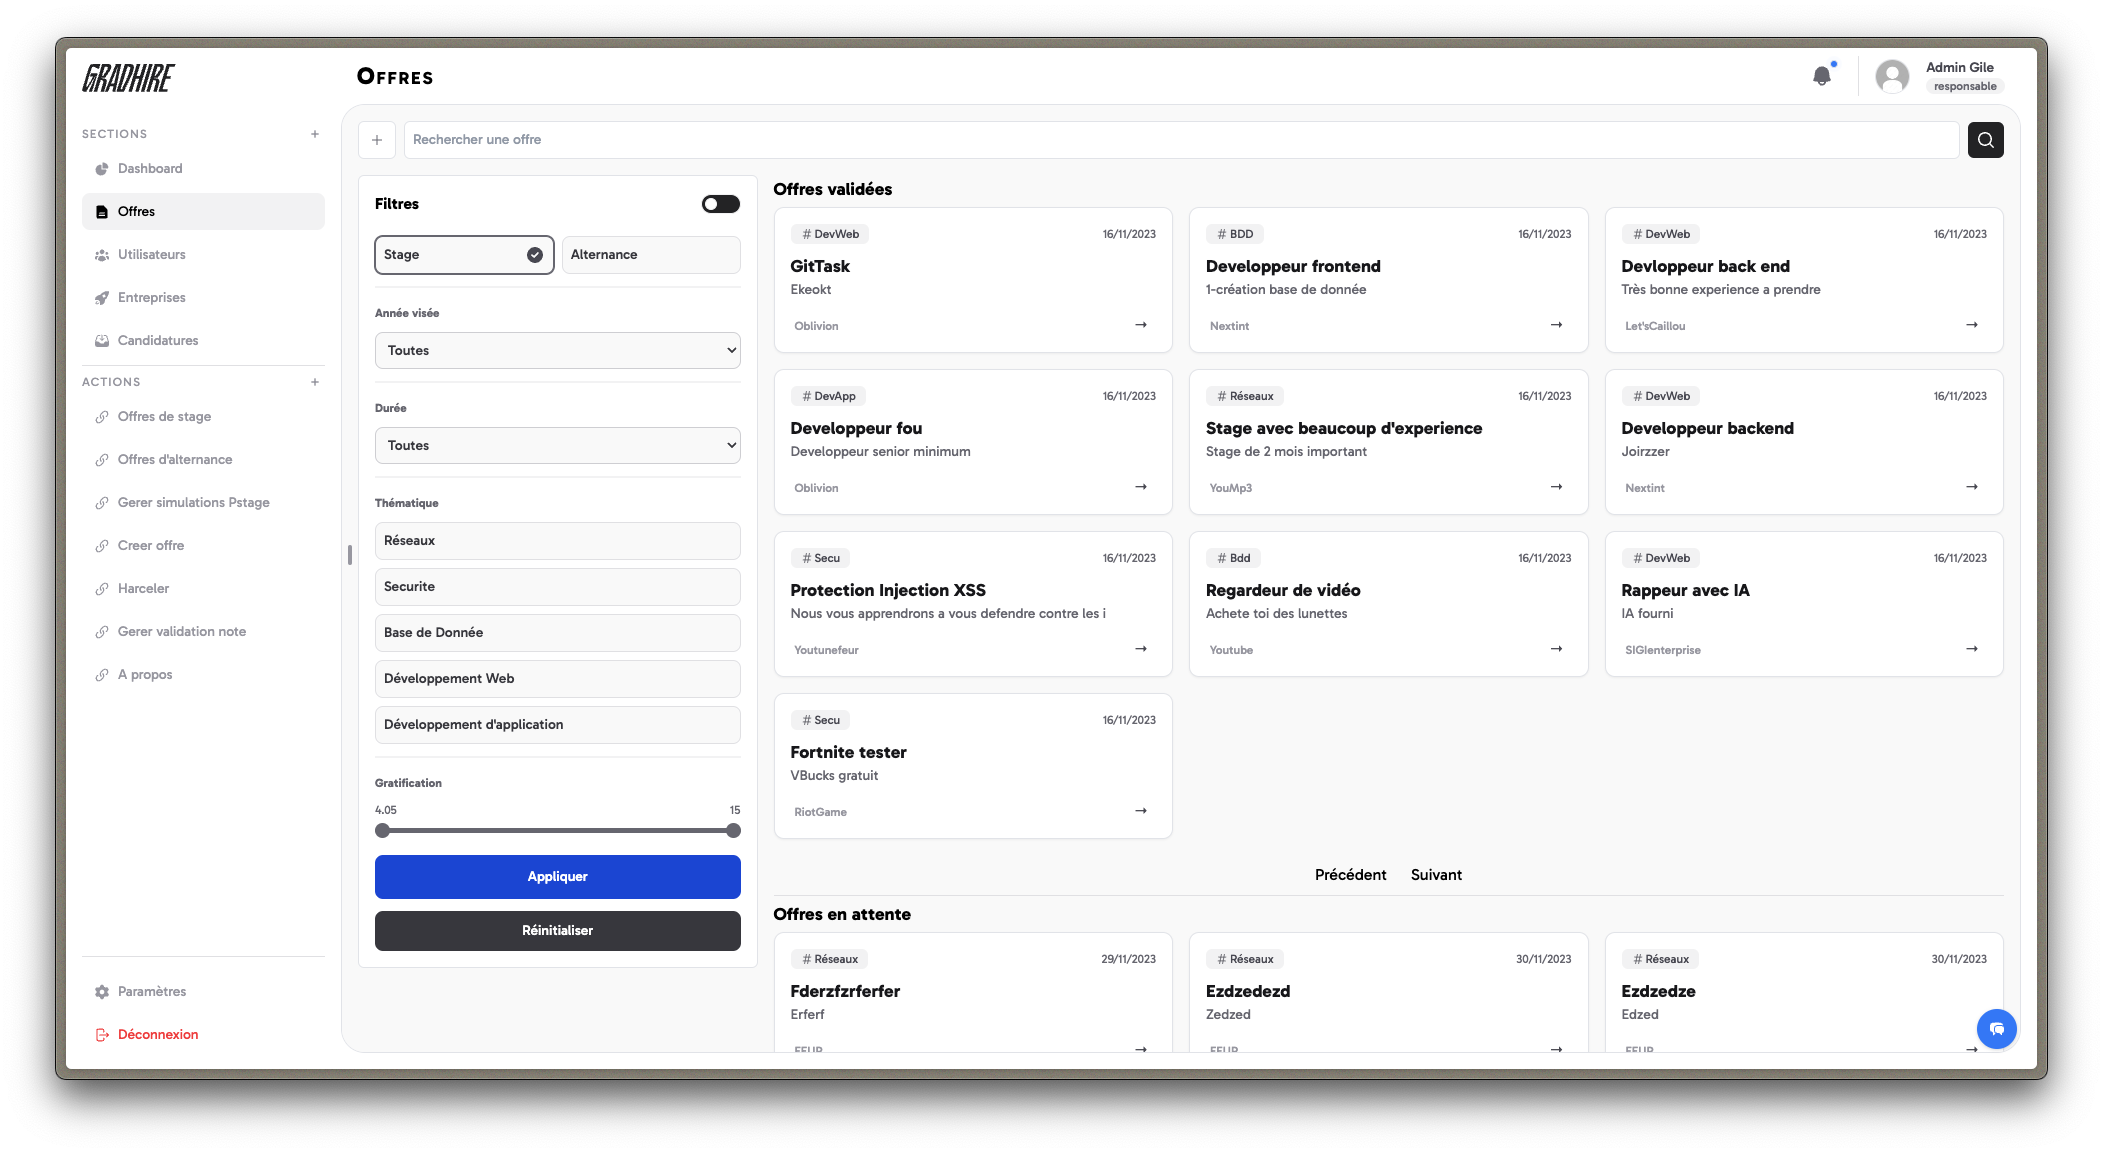 GRADHIRE
SECTIONS +
Dashboard
Offres
Utilisateurs
Entreprises
Candidatures
ACTIONS +
Offres de stage
Offres d'alternance
Gerer simulations Pstage
Creer offre
Harceler
Gerer validation note
A propos
Paramètres
Déconnexion
OFFRES
Admin Gile
responsable
+ Rechercher une offre
Filtres
Stage Alternance
Année visée
Toutes
Durée
Toutes
Thématique
Réseaux
Securite
Base de Donnée
Développement Web
Développement d'application
Gratification
4.05 15
Appliquer
Réinitialiser
Offres validées
# DevWeb 16/11/2023
GitTask
Ekeokt
Oblivion →
# BDD 16/11/2023
Developpeur frontend
1-création base de donnée
Nextint →
# DevWeb 16/11/2023
Devloppeur back end
Très bonne experience a prendre
Let'sCaillou →
# DevApp 16/11/2023
Developpeur fou
Developpeur senior minimum
Oblivion →
# Réseaux 16/11/2023
Stage avec beaucoup d'experience
Stage de 2 mois important
YouMp3 →
# DevWeb 16/11/2023
Developpeur backend
Joirzzer
Nextint →
# Secu 16/11/2023
Protection Injection XSS
Nous vous apprendrons a vous defendre contre les i
Youtunefeur →
# Bdd 16/11/2023
Regardeur de vidéo
Achete toi des lunettes
Youtube →
# DevWeb 16/11/2023
Rappeur avec IA
IA fourni
SIGIenterprise →
# Secu 16/11/2023
Fortnite tester
VBucks gratuit
RiotGame →
Précédent Suivant
Offres en attente
# Réseaux 29/11/2023
Fderzfzrferfer
Erferf
→
# Réseaux 30/11/2023
Ezdzedezd
Zedzed
→
# Réseaux 30/11/2023
Ezdzedze
Edzed
→